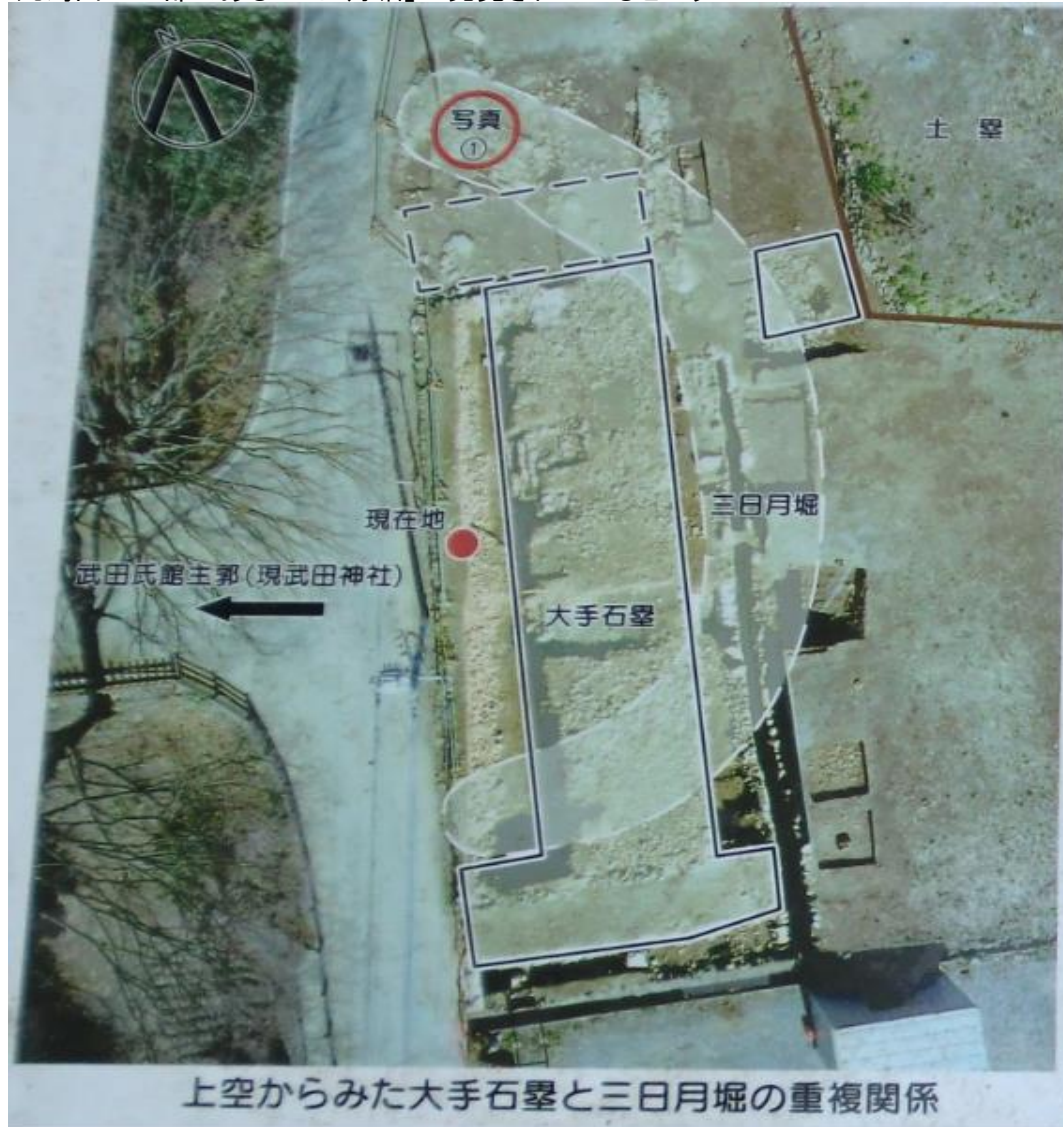 N
写真
①
土塁
現在地
三日月堀
武田氏館主郭(現武田神社)
大手石塁
上空からみた大手石塁と三日月堀の重複関係